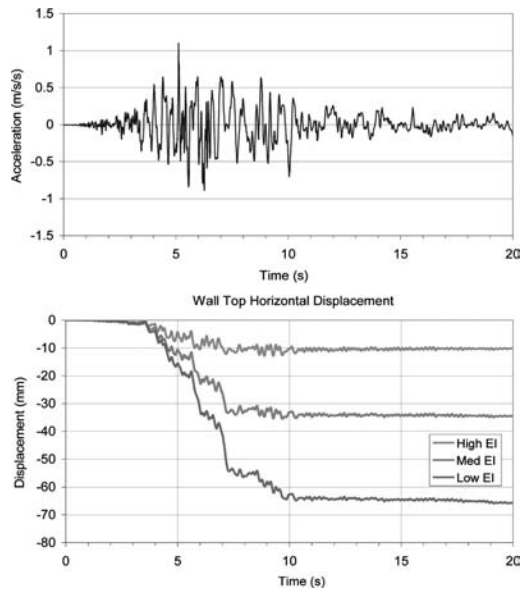 1.5
1
0.5
0
-0.5
-1
-1.5
Acceleration (m/s/s)
0 5 10 15 20
Time (s)
Wall Top Horizontal Displacement
0
-10
-20
-30
-40
-50
-60
-70
-80
Displacement (mm)
High EI
Med EI
Low EI
0 5 10 15 20
Time (s)